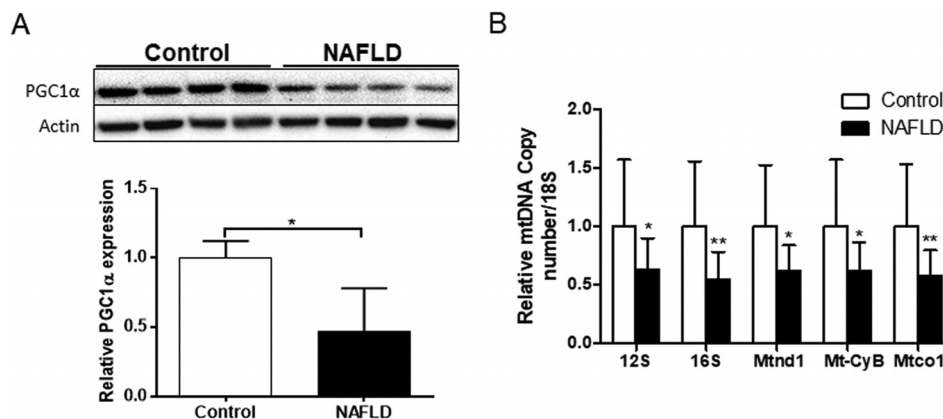 A
Control NAFLD
PGC1α
Actin
Relative PGC1α expression
1.5
1.0
0.5
0.0
*
Control NAFLD
B
Control
NAFLD
Relative mtDNA Copy
number/18S
2.0
1.5
1.0
0.5
0.0
* ** * * **
12S 16S Mtnd1 Mt-CyB Mtco1